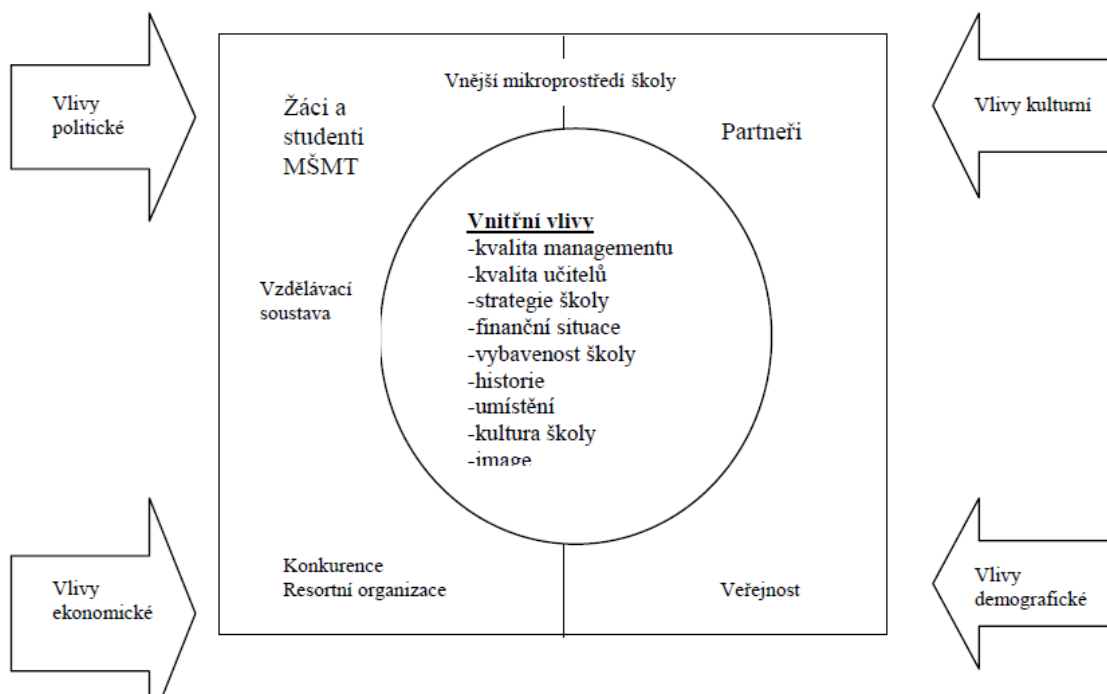 Vlivy
politické
Vnější mikroprostředí školy
Žáci a
studenti
MŠMT
Partneři
Vlivy kulturní
Vnitřní vlivy
-kvalita managementu
-kvalita učitelů
-strategie školy
-finanční situace
-vybavenost školy
-historie
-umístění
-kultura školy
-image
Vzdělávací
soustava
Konkurence
Resortní organizace
Veřejnost
Vlivy
ekonomické
Vlivy
demografické